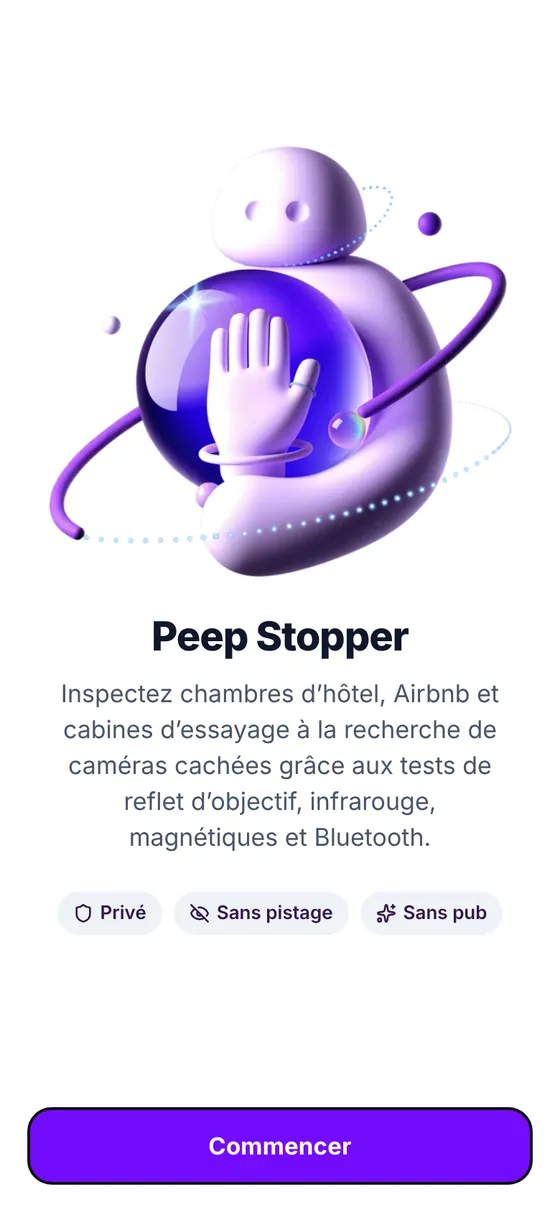 Peep Stopper
Inspectez chambres d’hôtel, Airbnb et
cabines d’essayage à la recherche de
caméras cachées grâce aux tests de
reflet d’objectif, infrarouge,
magnétiques et Bluetooth.
Privé
Sans pistage
Sans pub
Commencer